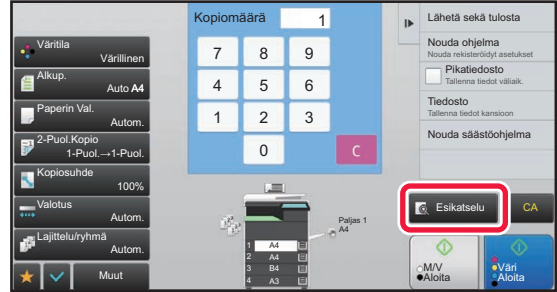 Kopiomäärä 1
Väritila
Värillinen
Alkup.
Auto A4
Paperin Val.
Autom.
2-Puol.Kopio
1-Puol.→1-Puol.
Kopiosuhde
100%
Valotus
Autom.
Lajittelu/ryhmä
Autom.
Muut
7 8 9
4 5 6
1 2 3
0 C
Paljas 1
A4
1 A4
2 A4
3 B4
4 A3
Lähetä sekä tulosta
Nouda ohjelma
Nouda rekisteröidyt asetukset
Pikatiedosto
Tallenna tiedot väliaik.
Tiedosto
Tallenna tiedot kansioon
Nouda säästöohjelma
Esikatselu
CA
M/V
Aloita
Väri
Aloita